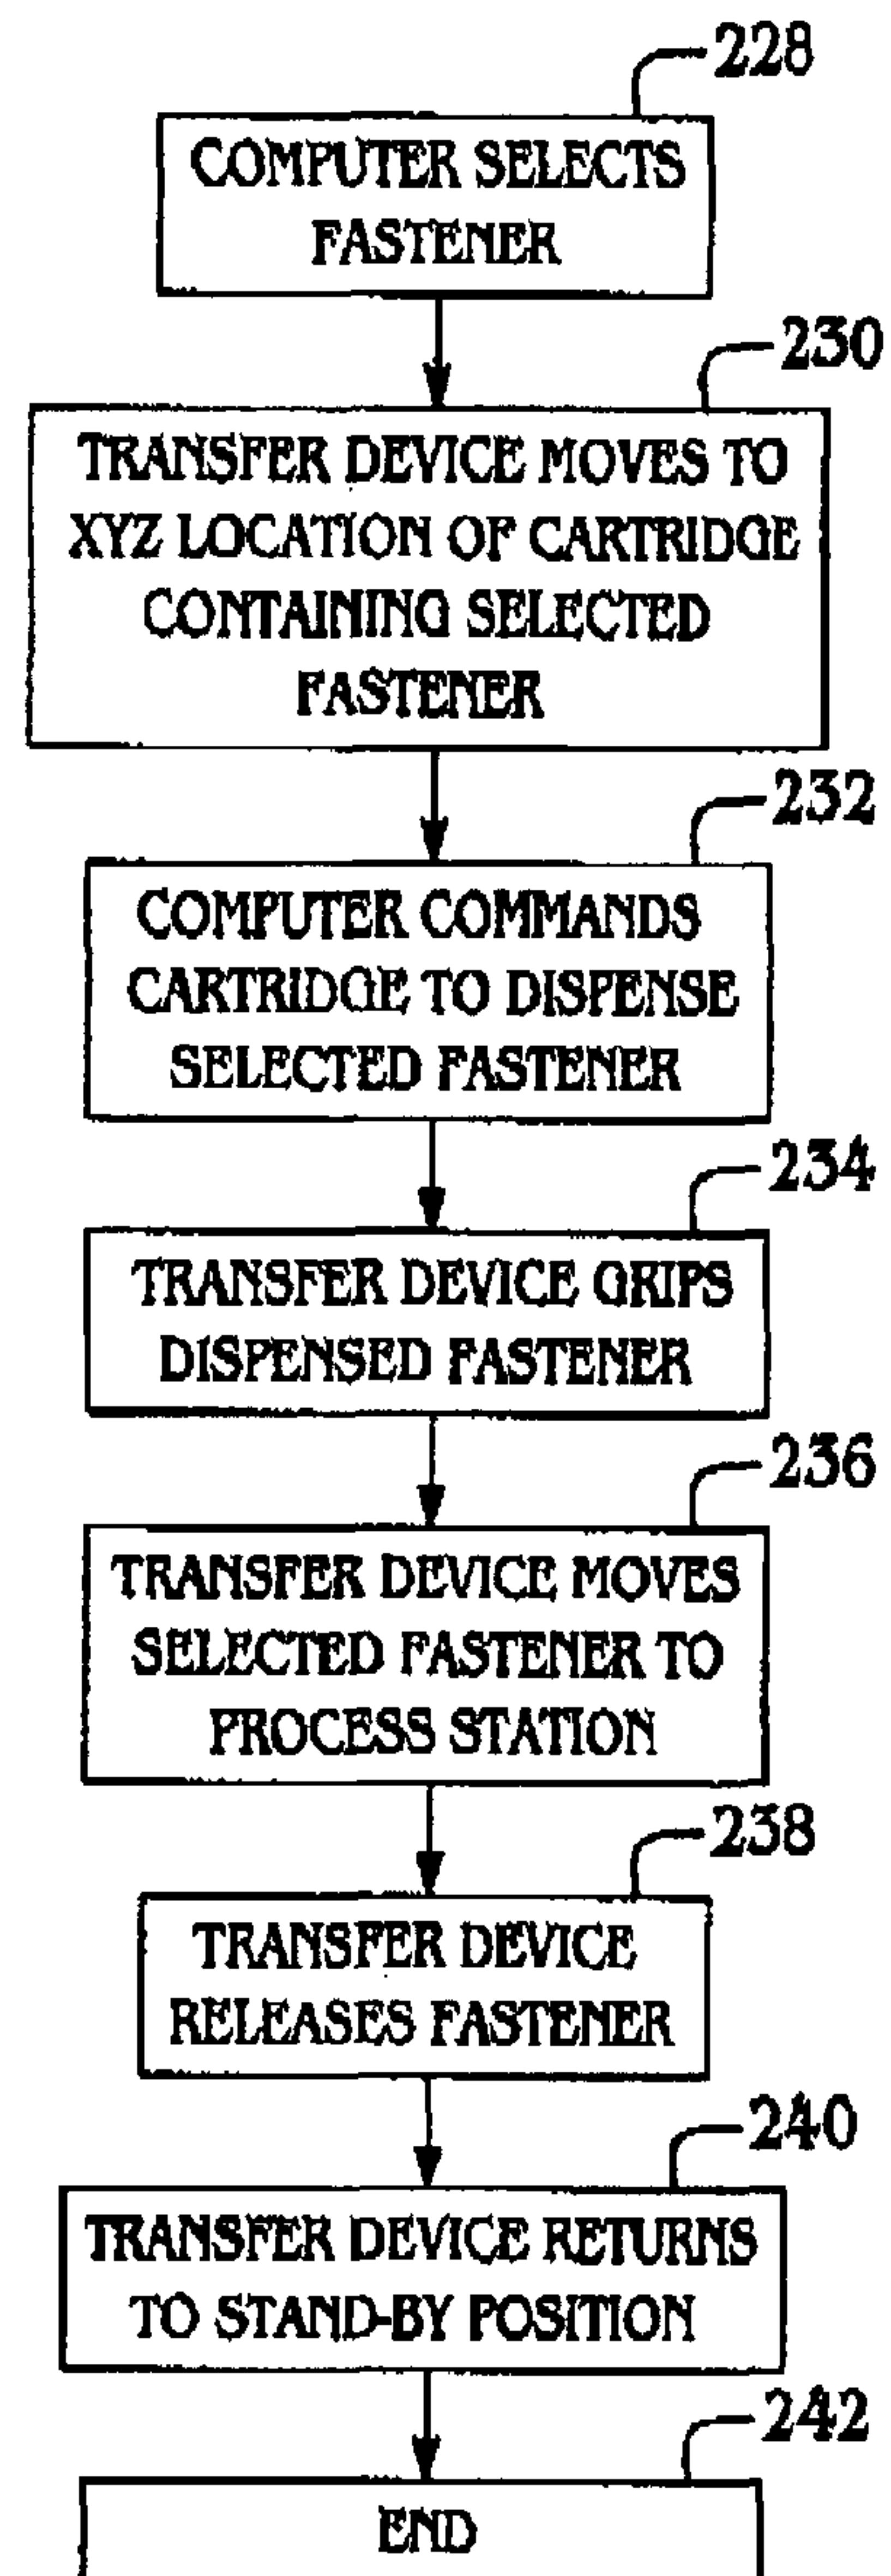 228
COMPUTER SELECTS
FASTENER
230
TRANSFER DEVICE MOVES TO
XYZ LOCATION OF CARTRIDGE
CONTAINING SELECTED
FASTENER
232
COMPUTER COMMANDS
CARTRIDGE TO DISPENSE
SELECTED FASTENER
234
TRANSFER DEVICE GRIPS
DISPENSED FASTENER
236
TRANSFER DEVICE MOVES
SELECTED FASTENER TO
PROCESS STATION
238
TRANSFER DEVICE
RELEASES FASTENER
240
TRANSFER DEVICE RETURNS
TO STAND-BY POSITION
242
END